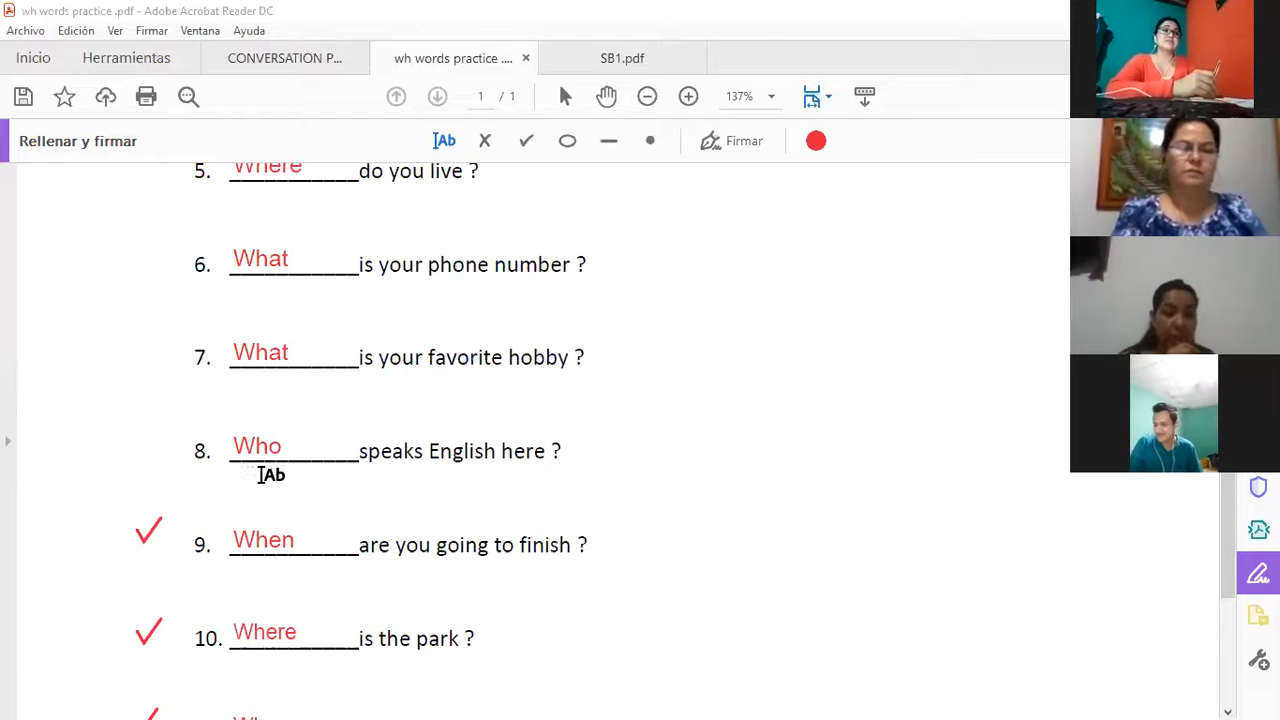 wh words practice .pdf - Adobe Acrobat Reader DC
Archivo Edición Ver Firmar Ventana Ayuda
Inicio Herramientas CONVERSATION P... wh words practice .... × SB1.pdf
1 / 1 137%
Rellenar y firmar Ab Firmar
5. Where do you live ?
6. What is your phone number ?
7. What is your favorite hobby ?
8. Who speaks English here ?
Ab
9. When are you going to finish ?
10. Where is the park ?